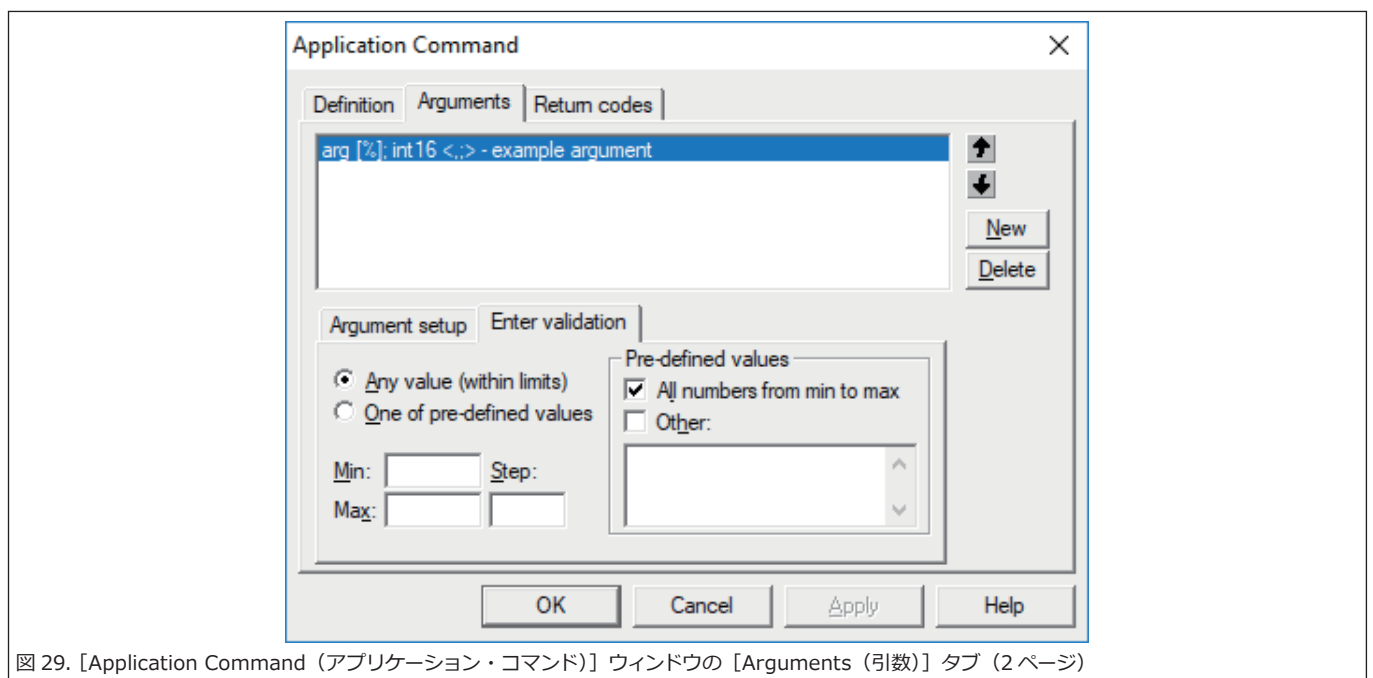 Application Command
Definition Arguments Return codes
arg [%]; int16 <,;> - example argument
New
Delete
Argument setup Enter validation
Any value (within limits)
One of pre-defined values
Min: Step:
Max:
Pre-defined values
All numbers from min to max
Other:
OK Cancel Apply Help
図 29. [Application Command(アプリケーション・コマンド)] ウィンドウの [Arguments(引数)] タブ(2 ページ)